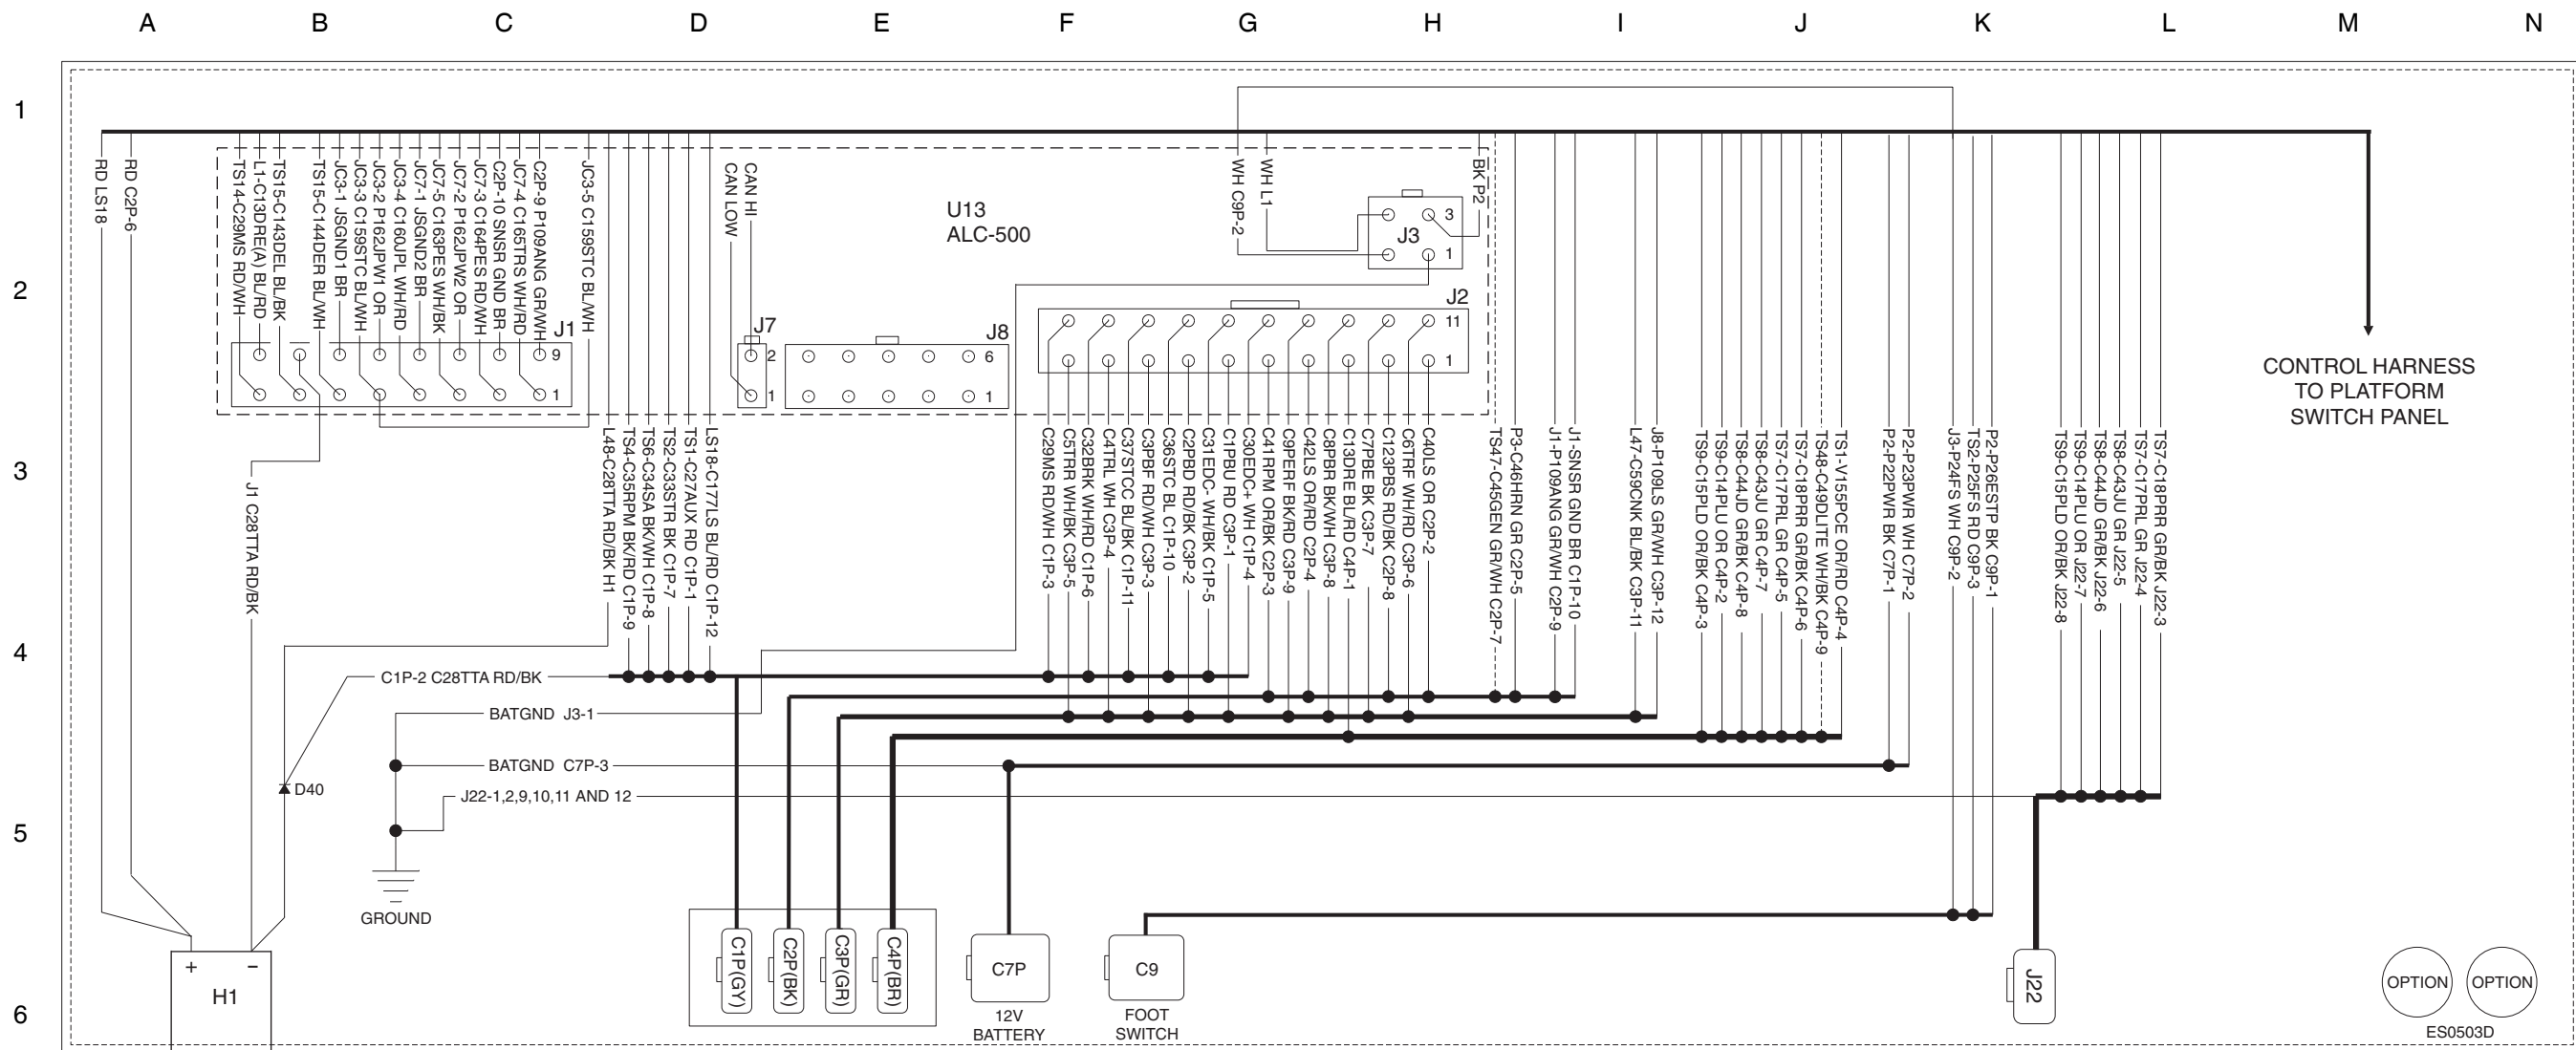 A B C D E F G H I J K L M N
1
2
3
4
5
6
RD LS18
RD C2P-6
TS14-C29MS RD/WH
L1-C13DRE(A) BL/RD
TS15-C143DEL BL/BK
TS15-C144DER BL/WH
JC3-1 JSGND1 BR
JC3-3 C159STC BL/WH
JC3-2 P162JPW1 OR
JC3-4 C160JPL WH/RD
JC7-1 JSGND2 BR
JC7-5 C163PES WH/BK
JC7-2 P162JPW2 OR
JC7-3 C164PES RD/WH
C2P-10 SNSR GND BR
JC7-4 C165TRS WH/RD
C2P-9 P109ANG GR/WH
JC3-5 C159STC BL/WH
J1
9
1
CAN LOW
CAN HI
J7
2
1
U13
ALC-500
J8
6
1
WH C9P-2
WH L1
BK P2
3
J3
1
J2
11
1
CONTROL HARNESS
TO PLATFORM
SWITCH PANEL
J1 C28TTA RD/BK
L48-C28TTA RD/BK H1
TS4-C35RPM BK/RD C1P-9
TS6-C34SA BK/WH C1P-8
TS2-C33STR BK C1P-7
TS1-C27AUX RD C1P-1
LS18-C177LS BL/RD C1P-12
C29MS RD/WH C1P-3
C5TRR WH/BK C3P-5
C32BRK WH/RD C1P-6
C4TRL WH C3P-4
C37STCC BL/BK C1P-11
C3PBF RD/WH C3P-3
C36STC BL C1P-10
C2PBD RD/BK C3P-2
C31EDC- WH/BK C1P-5
C1PBU RD C3P-1
C30EDC+ WH C1P-4
C41RPM OR/BK C2P-3
C9PERF BK/RD C3P-9
C42LS OR/RD C2P-4
C8PBR BK/WH C3P-8
C13DRE BL/RD C4P-1
C7PBE BK C3P-7
C123PBS RD/BK C2P-8
C6TRF WH/RD C3P-6
C40LS OR C2P-2
TS47-C45GEN GR/WH C2P-7
P3-C46HRN GR C2P-5
J1-P109ANG GR/WH C2P-9
J1-SNSR GND BR C1P-10
L47-C59CNK BL/BK C3P-11
J8-P109LS GR/WH C3P-12
TS9-C15PLD OR/BK C4P-3
TS9-C14PLU OR C4P-2
TS8-C44JD GR/BK C4P-8
TS8-C43JU GR C4P-7
TS7-C17PRL GR C4P-5
TS7-C18PRR GR/BK C4P-6
TS48-C49DLITE WH/BK C4P-9
TS1-V155PCE OR/RD C4P-4
P2-P22PWR BK C7P-1
P2-P23PWR WH C7P-2
J3-P24FS WH C9P-2
TS2-P25FS RD C9P-3
P2-P26ESTP BK C9P-1
TS9-C15PLD OR/BK J22-8
TS9-C14PLU OR J22-7
TS8-C44JD GR/BK J22-6
TS8-C43JU GR J22-5
TS7-C17PRL GR J22-4
TS7-C18PRR GR/BK J22-3
C1P-2 C28TTA RD/BK
BATGND J3-1
BATGND C7P-3
D40
J22-1,2,9,10,11 AND 12
GROUND
+ −
H1
C1P(GY)
C2P(BK)
C3P(GR)
C4P(BR)
C7P
12V
BATTERY
C9
FOOT
SWITCH
J22
OPTION
OPTION
ES0503D